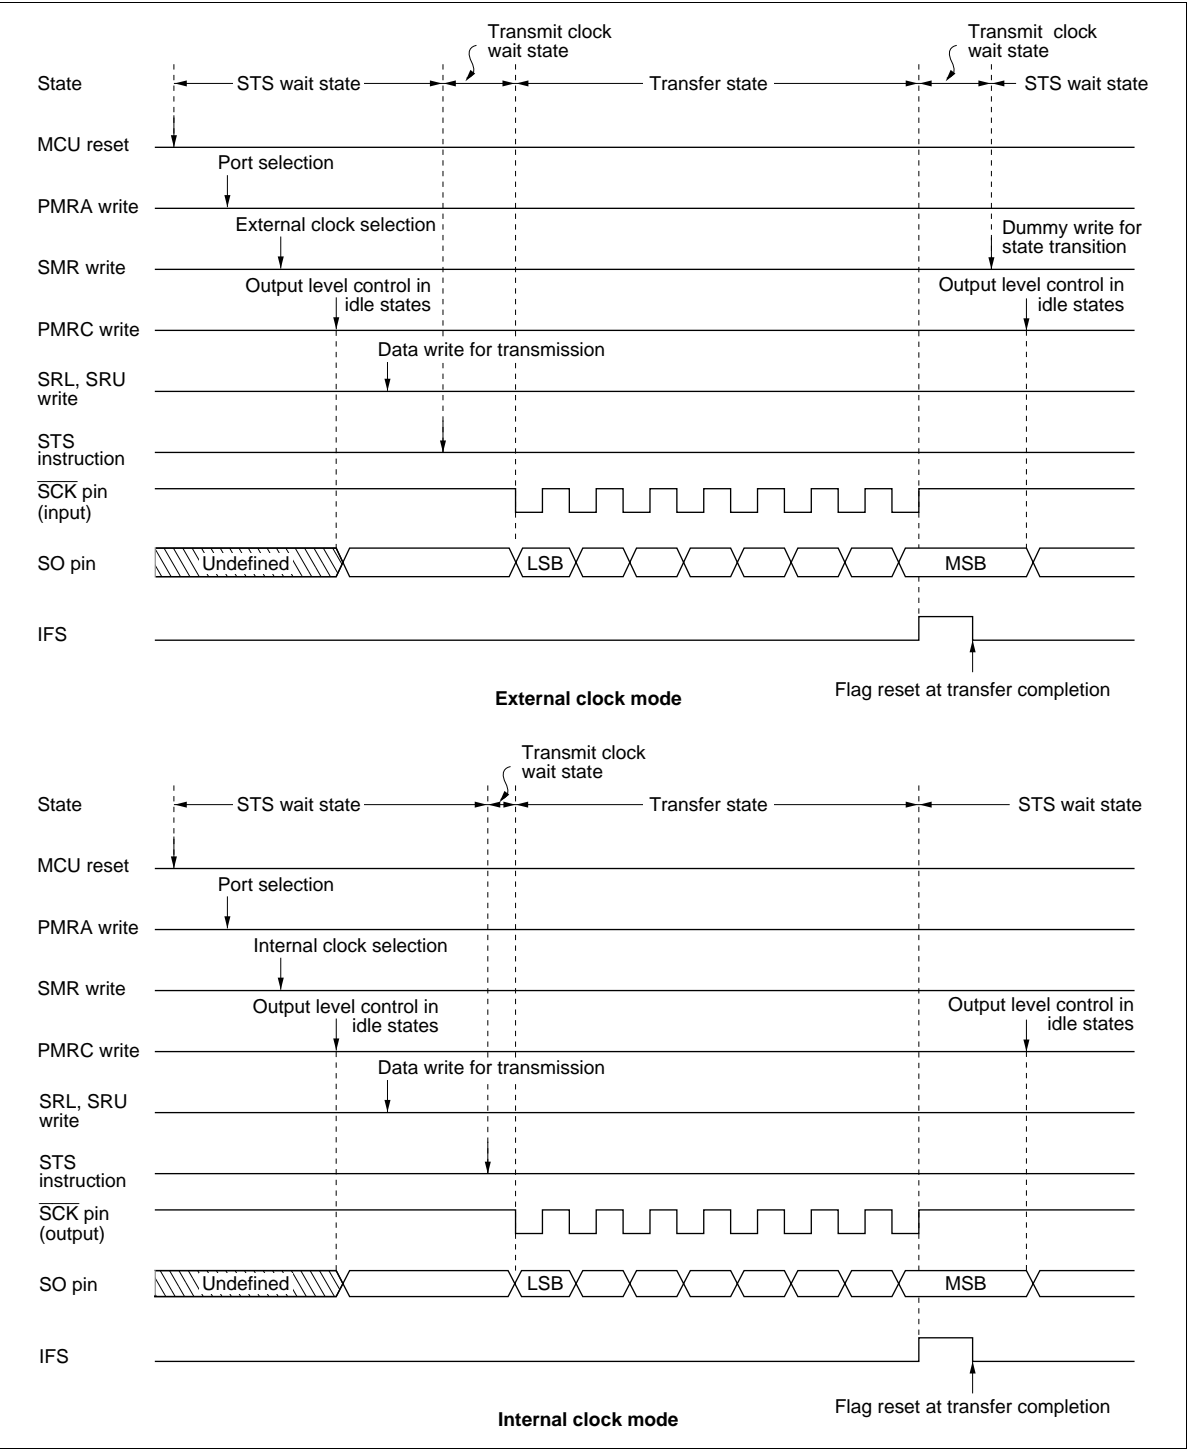 Transmit clock
wait state
Transmit clock
wait state
State
STS wait state
Transfer state
STS wait state
MCU reset
Port selection
PMRA write
External clock selection
Dummy write for
state transition
SMR write
Output level control in
idle states
Output level control in
idle states
PMRC write
Data write for transmission
SRL, SRU
write
STS
instruction
SCK pin
(input)
SO pin
Undefined
LSB
MSB
IFS
Flag reset at transfer completion
External clock mode
Transmit clock
wait state
State
STS wait state
Transfer state
STS wait state
MCU reset
Port selection
PMRA write
Internal clock selection
SMR write
Output level control in
idle states
Output level control in
idle states
PMRC write
Data write for transmission
SRL, SRU
write
STS
instruction
SCK pin
(output)
SO pin
Undefined
LSB
MSB
IFS
Flag reset at transfer completion
Internal clock mode